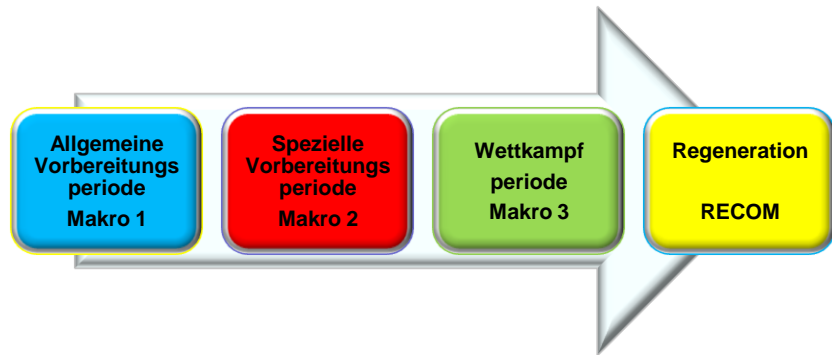 Allgemeine
Vorbereitungs
periode
Makro 1
Spezielle
Vorbereitungs
periode
Makro 2
Wettkampf
periode
Makro 3
Regeneration
RECOM